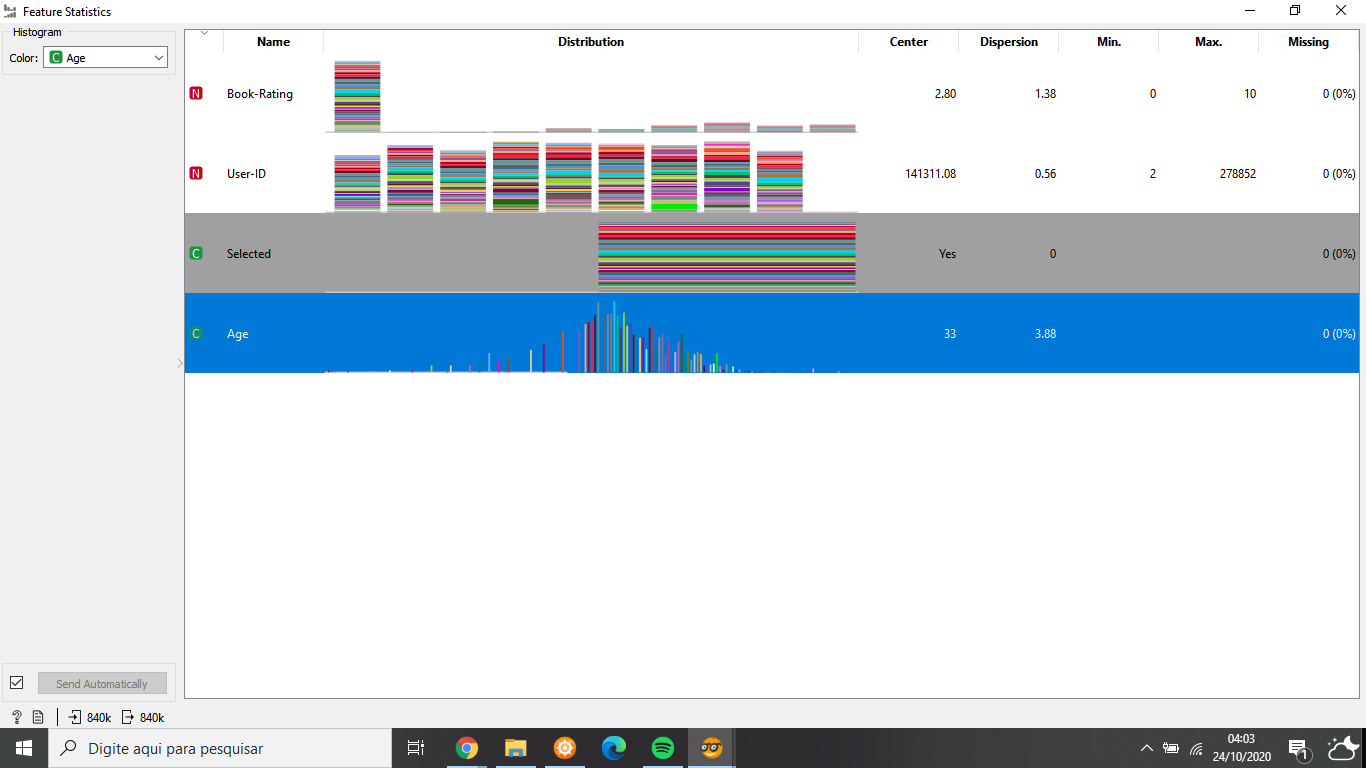 Feature Statistics
Histogram
Color: C Age
Name Distribution Center Dispersion Min. Max. Missing
N Book-Rating 2.80 1.38 0 10 0 (0%)
N User-ID 141311.08 0.56 2 278852 0 (0%)
C Selected Yes 0 0 (0%)
C Age 33 3.88 0 (0%)
Send Automatically
? 840k 840k
Digite aqui para pesquisar
04:03
24/10/2020
1